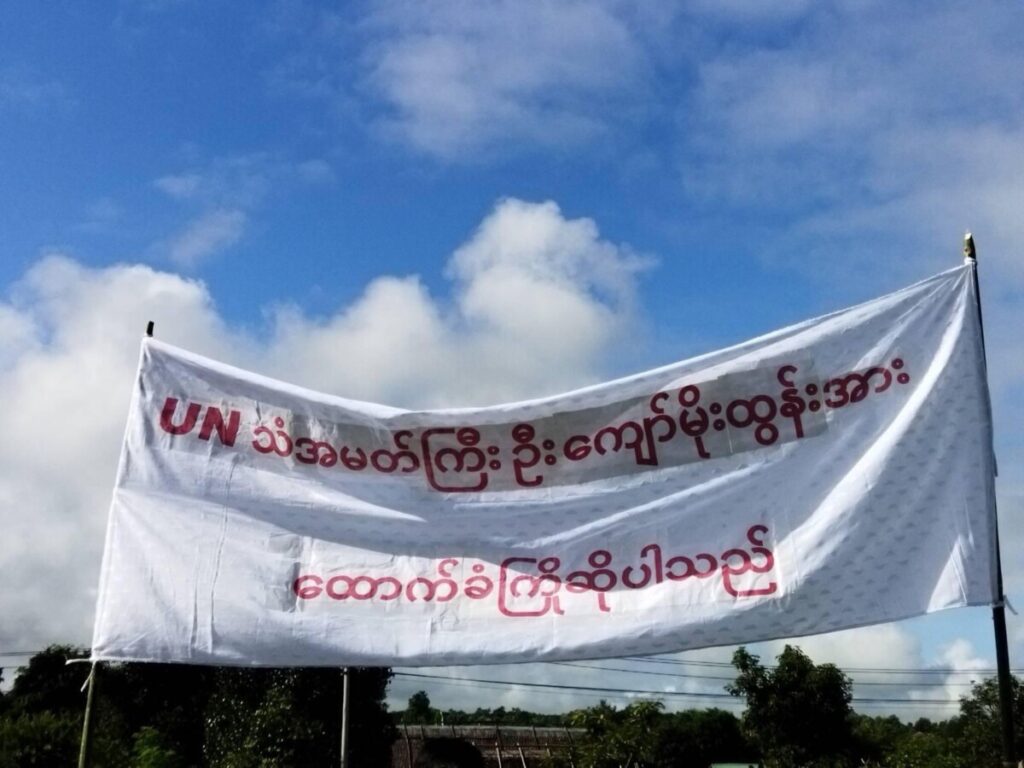 UN သံအမတ်ကြီး ဦးကျော်မိုးထွန်းအား
ထောက်ခံကြိုဆိုပါသည်